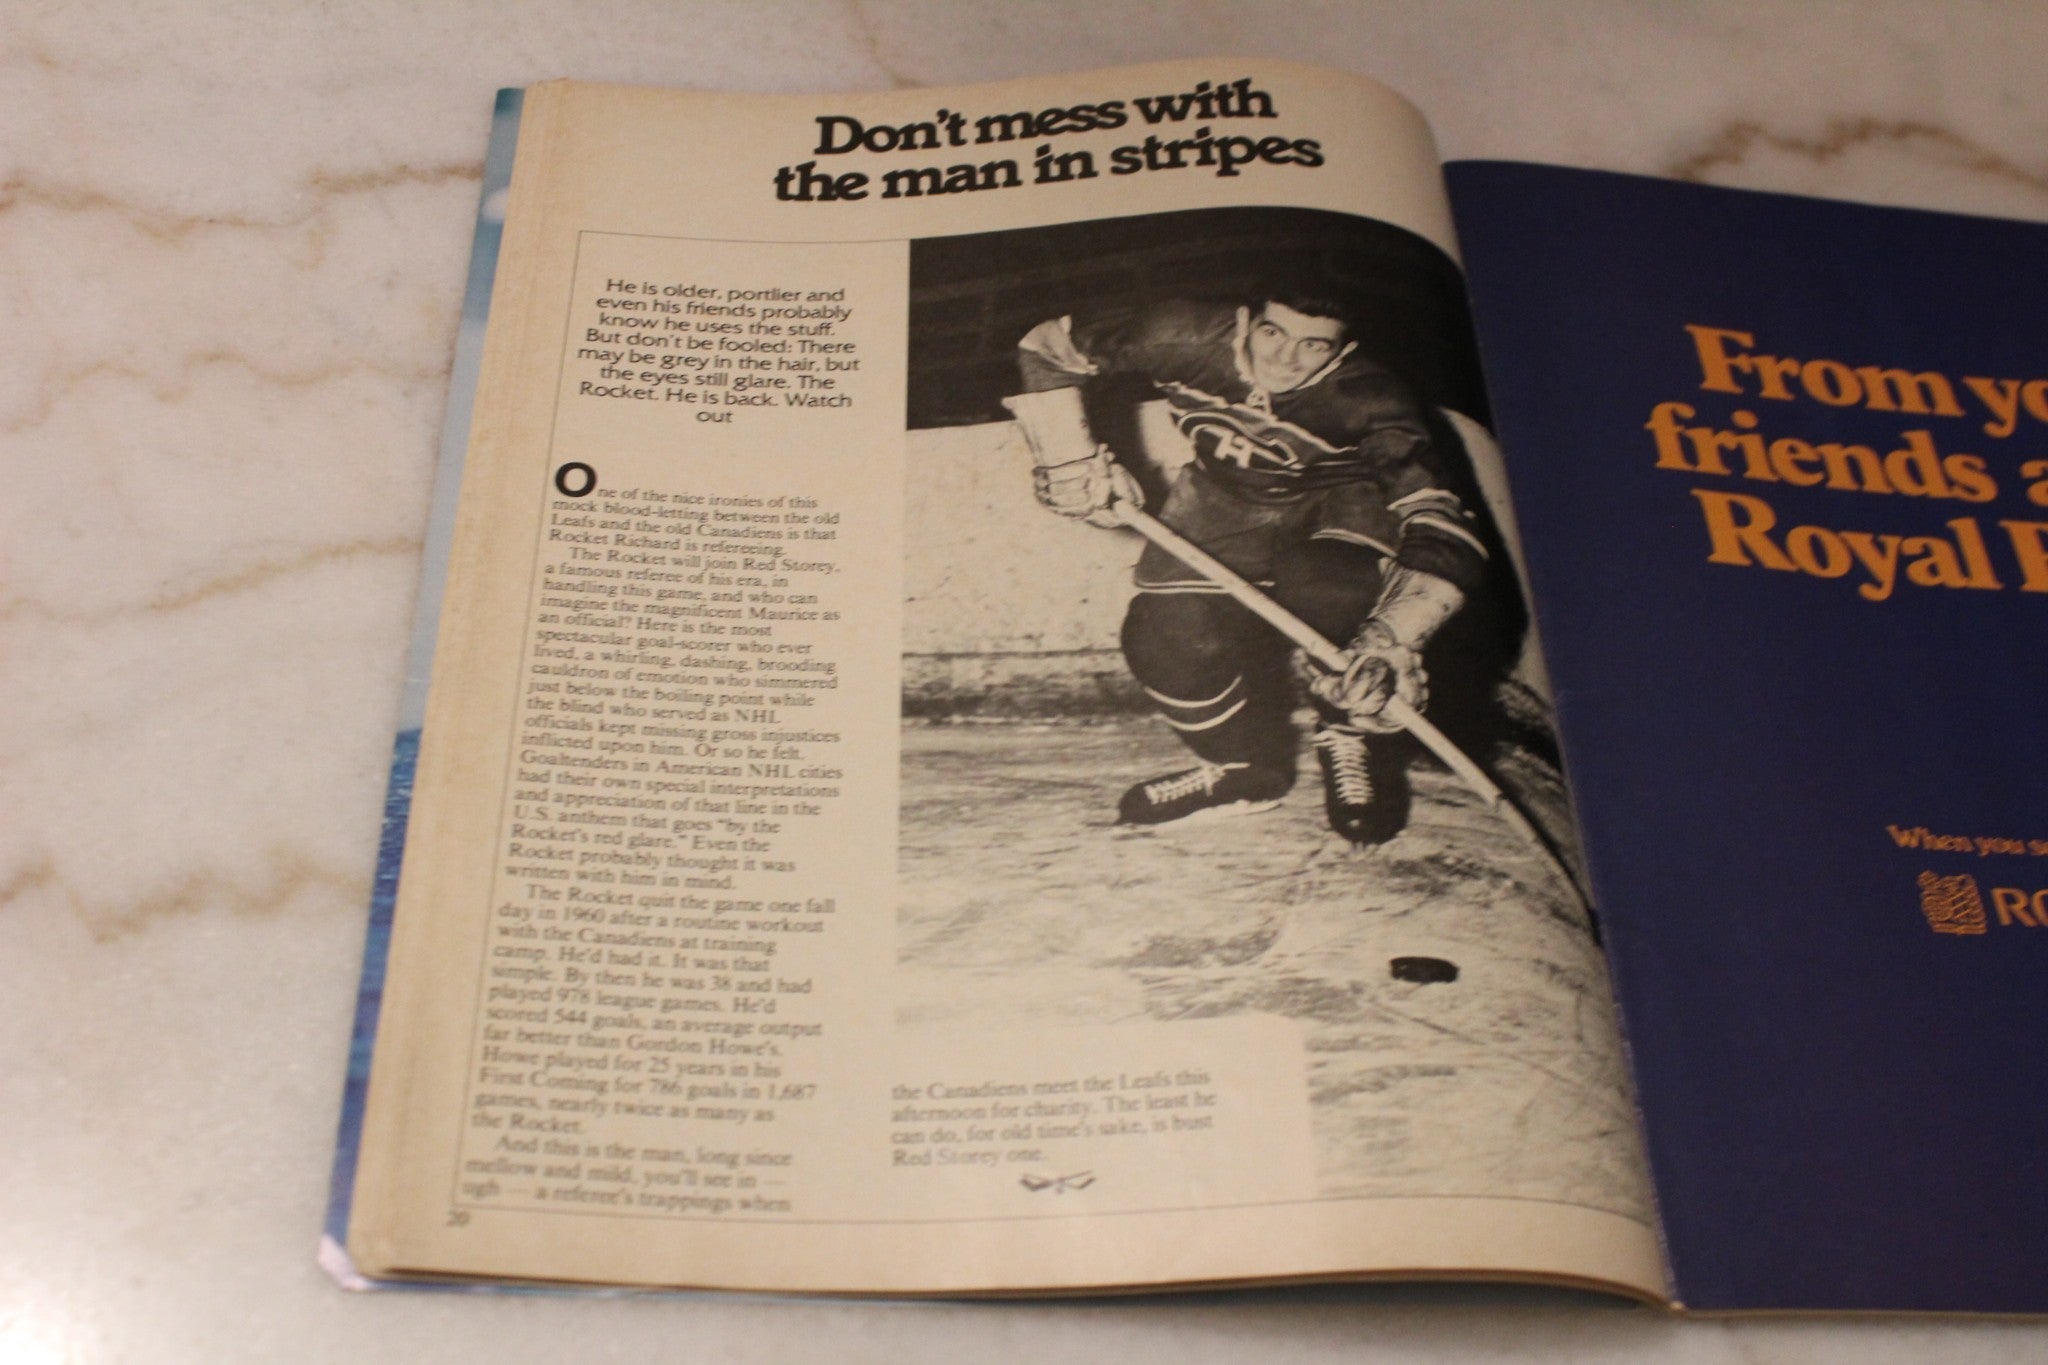 Don't mess with
the man in stripes
He is older, portlier and
even his friends probably
know he uses the stuff.
But don't be fooled: There
may be grey in the hair, but
the eyes still glare. The
Rocket. He is back. Watch
out
One of the nice ironies of this
mock blood-letting between the old
Leafs and the old Canadiens is that
Rocket Richard is refereeing.
The Rocket will join Red Storey,
a famous referee of his era, in
handling this game, and who can
imagine the magnificent Maurice as
an official? Here is the most
spectacular goal-scorer who ever
lived, a whirling, dashing, brooding
cauldron of emotion who simmered
just below the boiling point while
the blind who served as NHL
officials kept missing gross injustices
inflicted upon him. Or so he felt.
Goaltenders in American NHL cities
had their own special interpretations
and appreciation of that line in the
U.S. anthem that goes "by the
Rocket's red glare." Even the
Rocket probably thought it was
written with him in mind.
The Rocket quit the game one fall
day in 1960 after a routine workout
with the Canadiens at training
camp. He'd had it. It was that
simple. By then he was 38 and had
played 978 league games. He'd
scored 544 goals, an average output
far better than Gordon Howe's.
Howe played for 25 years in his
First Coming for 786 goals in 1,687
games, nearly twice as many as
the Rocket.
And this is the man, long since
mellow and mild, you'll see in —
ugh — a referee's trappings when
the Canadiens meet the Leafs this
afternoon for charity. The least he
can do, for old time's sake, is bust
Red Storey one.
20
CH
From yo
friends a
Royal B
When you s
RO